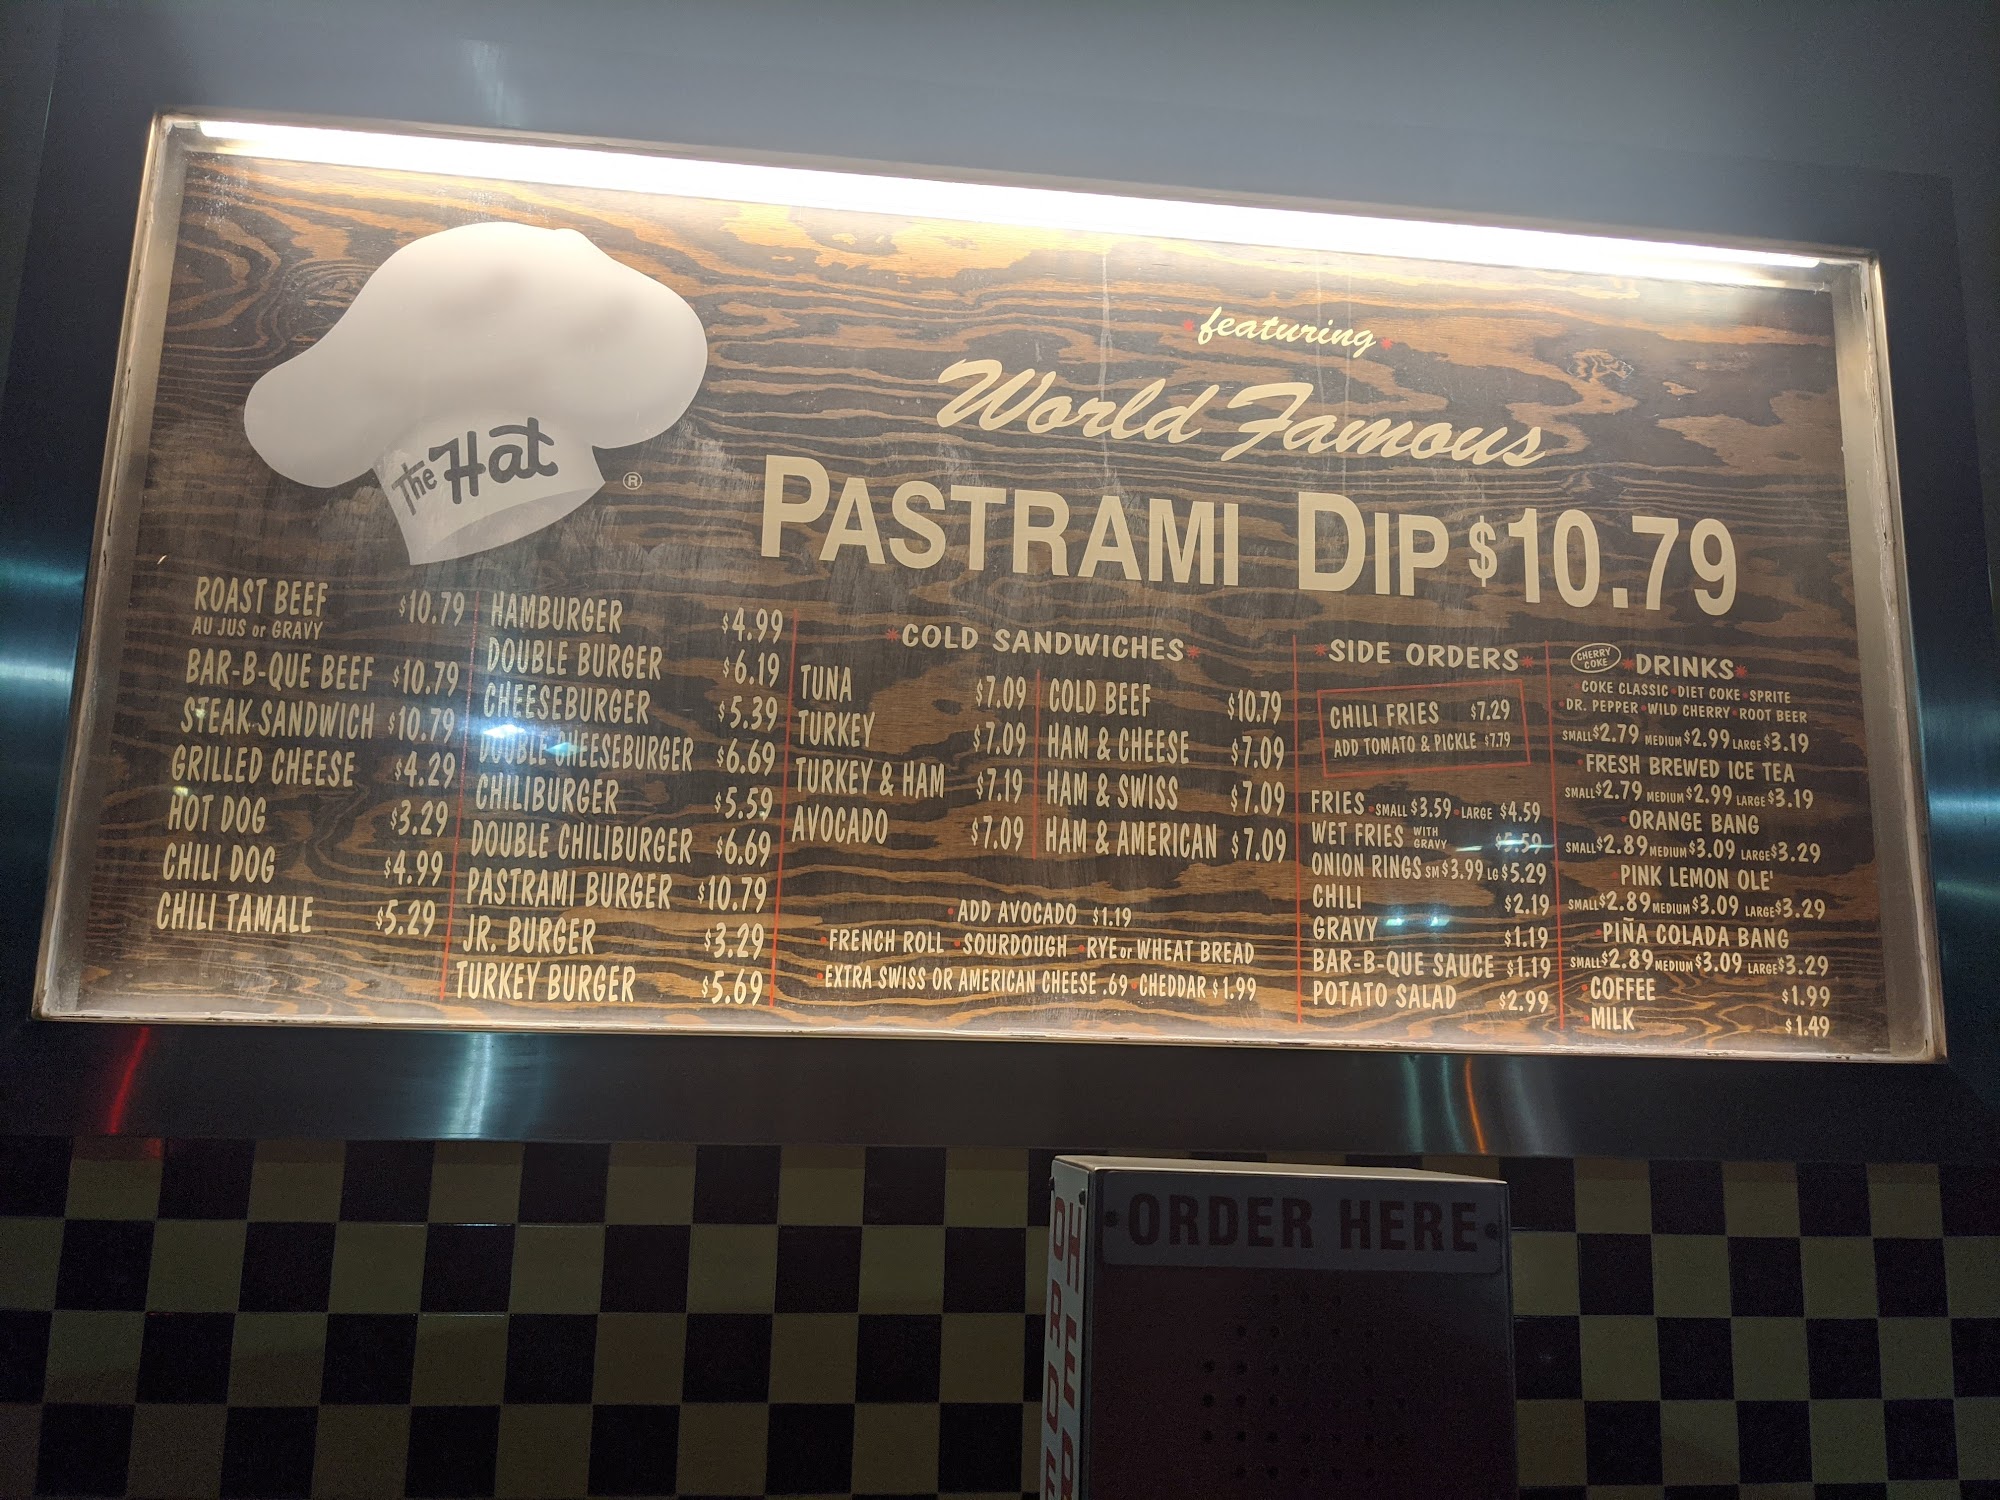 The Hat ®
featuring
World Famous
PASTRAMI DIP $10.79
ROAST BEEF $10.79
AU JUS or GRAVY
BAR-B-QUE BEEF $10.79
STEAK SANDWICH $10.79
GRILLED CHEESE $4.29
HOT DOG $3.29
CHILI DOG $4.99
CHILI TAMALE $5.29
HAMBURGER $4.99
DOUBLE BURGER $6.19
CHEESEBURGER $5.39
DOUBLE CHEESEBURGER $6.69
CHILIBURGER $5.59
DOUBLE CHILIBURGER $6.69
PASTRAMI BURGER $10.79
JR. BURGER $3.29
TURKEY BURGER $5.69
*COLD SANDWICHES*
TUNA $7.09
TURKEY $7.09
TURKEY & HAM $7.19
AVOCADO $7.09
COLD BEEF $10.79
HAM & CHEESE $7.09
HAM & SWISS $7.09
HAM & AMERICAN $7.09
•ADD AVOCADO $1.19
•FRENCH ROLL •SOURDOUGH •RYE or WHEAT BREAD
•EXTRA SWISS OR AMERICAN CHEESE .69 •CHEDDAR $1.99
*SIDE ORDERS*
CHILI FRIES $7.29
ADD TOMATO & PICKLE $7.79
FRIES •SMALL $3.59 •LARGE $4.59
WET FRIES WITH GRAVY $5.59
ONION RINGS SM $3.99 LG $5.29
CHILI $2.19
GRAVY $1.19
BAR-B-QUE SAUCE $1.19
POTATO SALAD $2.99
CHERRY COKE *DRINKS*
COKE CLASSIC •DIET COKE •SPRITE
•DR. PEPPER •WILD CHERRY •ROOT BEER
SMALL $2.79 MEDIUM $2.99 LARGE $3.19
•FRESH BREWED ICE TEA
SMALL $2.79 MEDIUM $2.99 LARGE $3.19
•ORANGE BANG
SMALL $2.89 MEDIUM $3.09 LARGE $3.29
•PINK LEMON OLE'
SMALL $2.89 MEDIUM $3.09 LARGE $3.29
•PIÑA COLADA BANG
SMALL $2.89 MEDIUM $3.09 LARGE $3.29
•COFFEE $1.99
•MILK $1.49
ORDER HERE
ORDER HERE